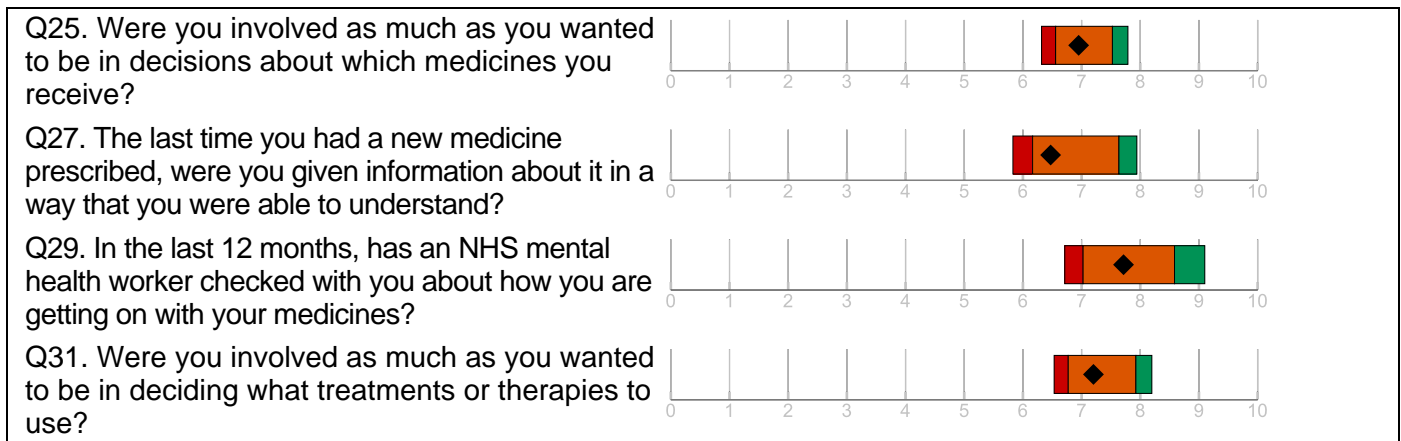 Q25. Were you involved as much as you wanted
to be in decisions about which medicines you
receive?
0 1 2 3 4 5 6 7 8 9 10
Q27. The last time you had a new medicine
prescribed, were you given information about it in a
way that you were able to understand?
0 1 2 3 4 5 6 7 8 9 10
Q29. In the last 12 months, has an NHS mental
health worker checked with you about how you are
getting on with your medicines?
0 1 2 3 4 5 6 7 8 9 10
Q31. Were you involved as much as you wanted
to be in deciding what treatments or therapies to
use?
0 1 2 3 4 5 6 7 8 9 10